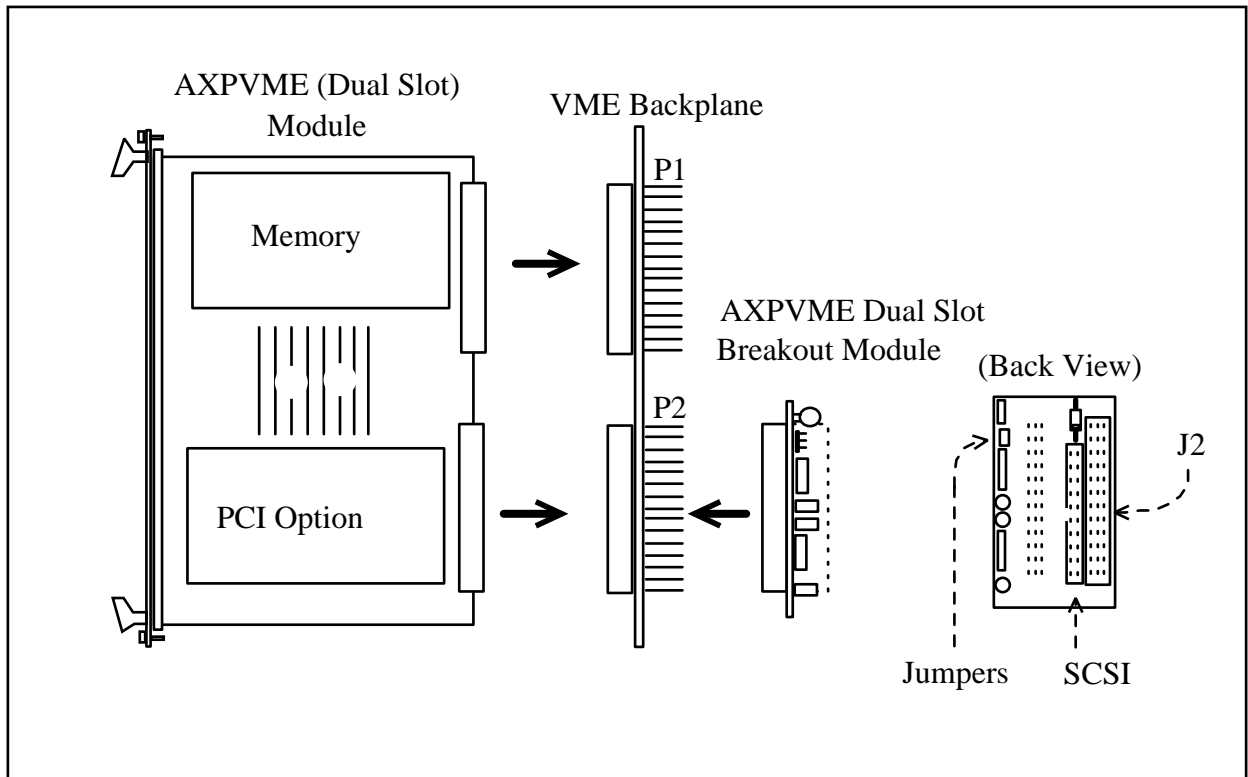 AXPVME (Dual Slot)
Module
VME Backplane
P1
Memory
AXPVME Dual Slot
Breakout Module
(Back View)
P2
J2
PCI Option
Jumpers
SCSI